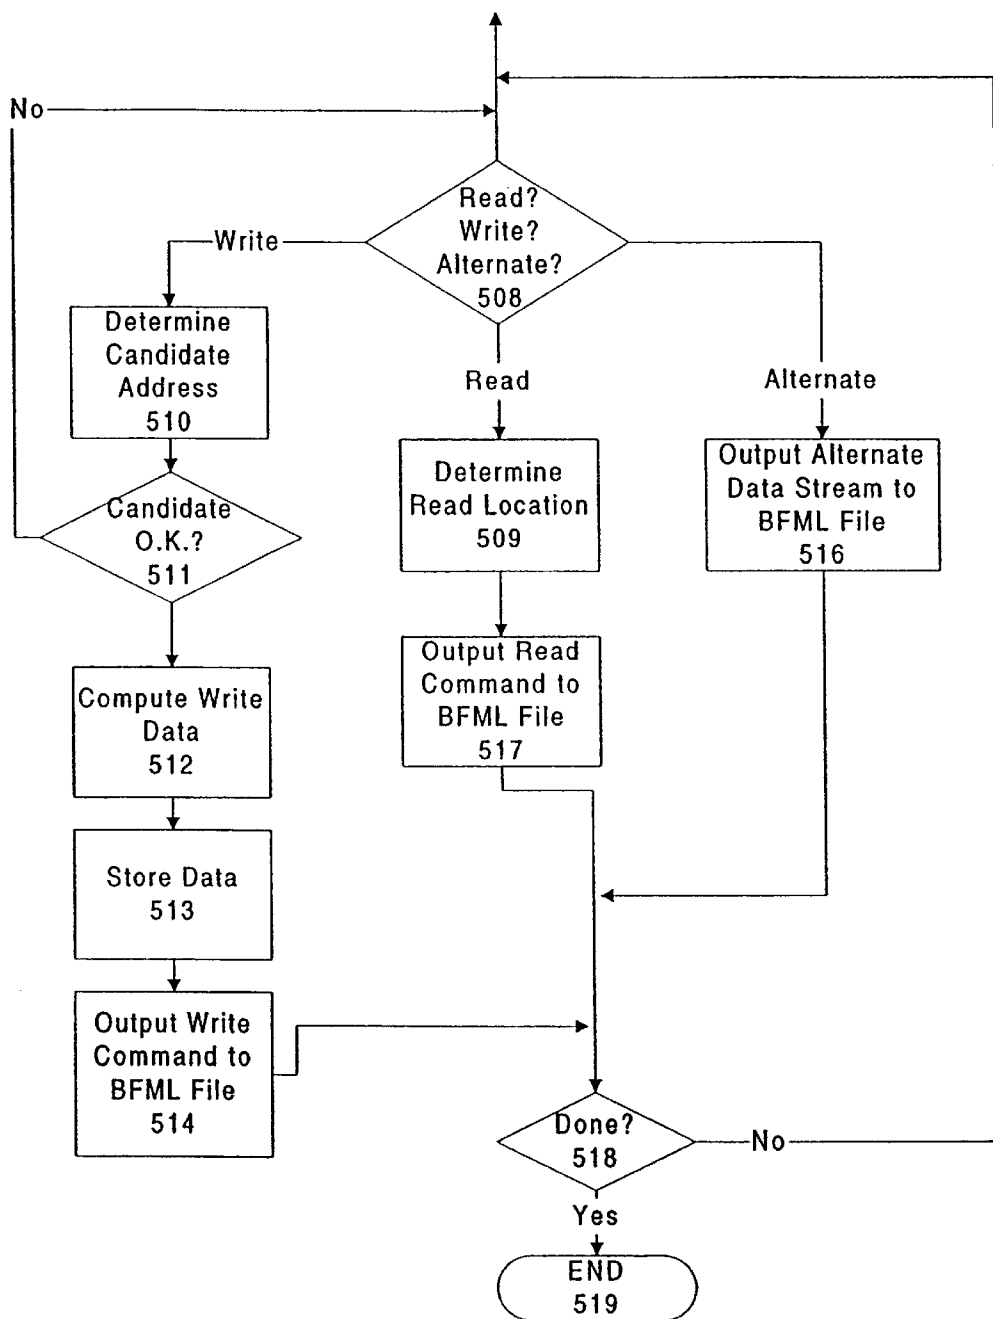 No
Read?
Write?
Alternate?
508
Write
Determine
Candidate
Address
510
Read
Alternate
Candidate
O.K.?
511
Determine
Read Location
509
Output Alternate
Data Stream to
BFML File
516
Compute Write
Data
512
Output Read
Command to
BFML File
517
Store Data
513
Output Write
Command to
BFML File
514
Done?
518
No
Yes
END
519